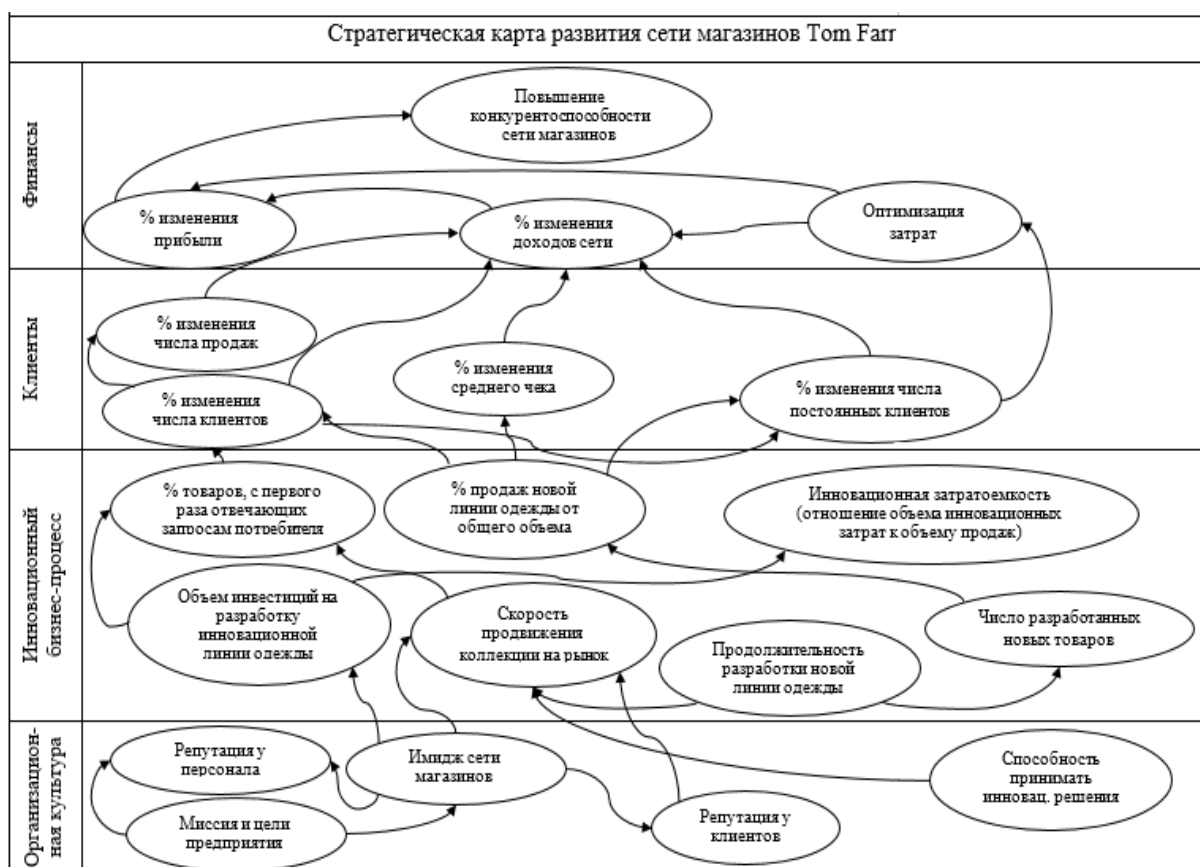 Стратегическая карта развития сети магазинов Tom Farr
Финансы
Повышение
конкурентоспособности
сети магазинов
% изменения
прибыли
% изменения
доходов сети
Оптимизация
затрат
Клиенты
% изменения
числа продаж
% изменения
среднего чека
% изменения числа
постоянных клиентов
% изменения
числа клиентов
Инновационный
бизнес-процесс
% товаров, с первого
раза отвечающих
запросам потребителя
% продаж новой
линии одежды от
общего объема
Инновационная затратоемкость
(отношение объема инновационных
затрат к объему продаж)
Объем инвестиций на
разработку
инновационной
линии одежды
Скорость
продвижения
коллекции на рынок
Продолжительность
разработки новой
линии одежды
Число разработанных
новых товаров
Организацион-
ная культура
Репутация у
персонала
Имидж сети
магазинов
Способность
принимать
инновац. решения
Миссия и цели
предприятия
Репутация у
клиентов